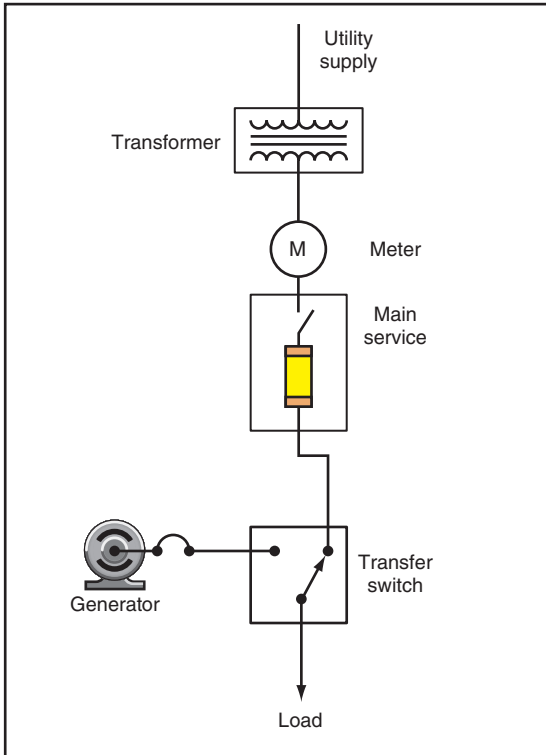 Utility
supply
Transformer
M
Meter
Main
service
Transfer
switch
Generator
Load